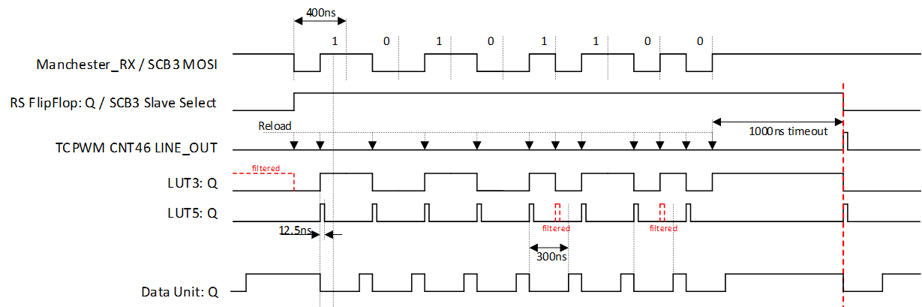 400ns
1 0 1 0 1 1 0 0
Manchester_RX / SCB3 MOSI
RS FlipFlop: Q / SCB3 Slave Select
Reload
1000ns timeout
TCPWM CNT46 LINE_OUT
filtered
LUT3: Q
LUT5: Q
filtered
filtered
12.5ns
300ns
Data Unit: Q